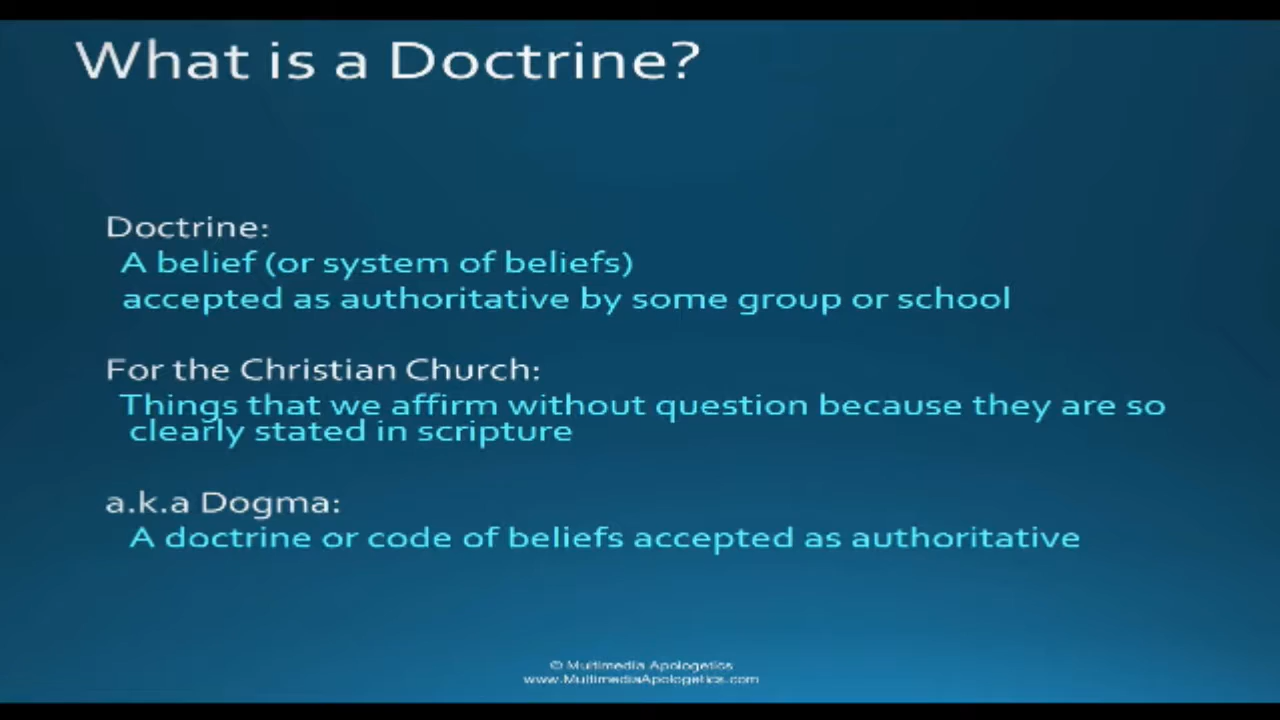 What is a Doctrine?
Doctrine:
A belief (or system of beliefs)
accepted as authoritative by some group or school
For the Christian Church:
Things that we affirm without question because they are so
clearly stated in scripture
a.k.a Dogma:
A doctrine or code of beliefs accepted as authoritative
© Multimedia Apologetics
www.MultimediaApologetics.com